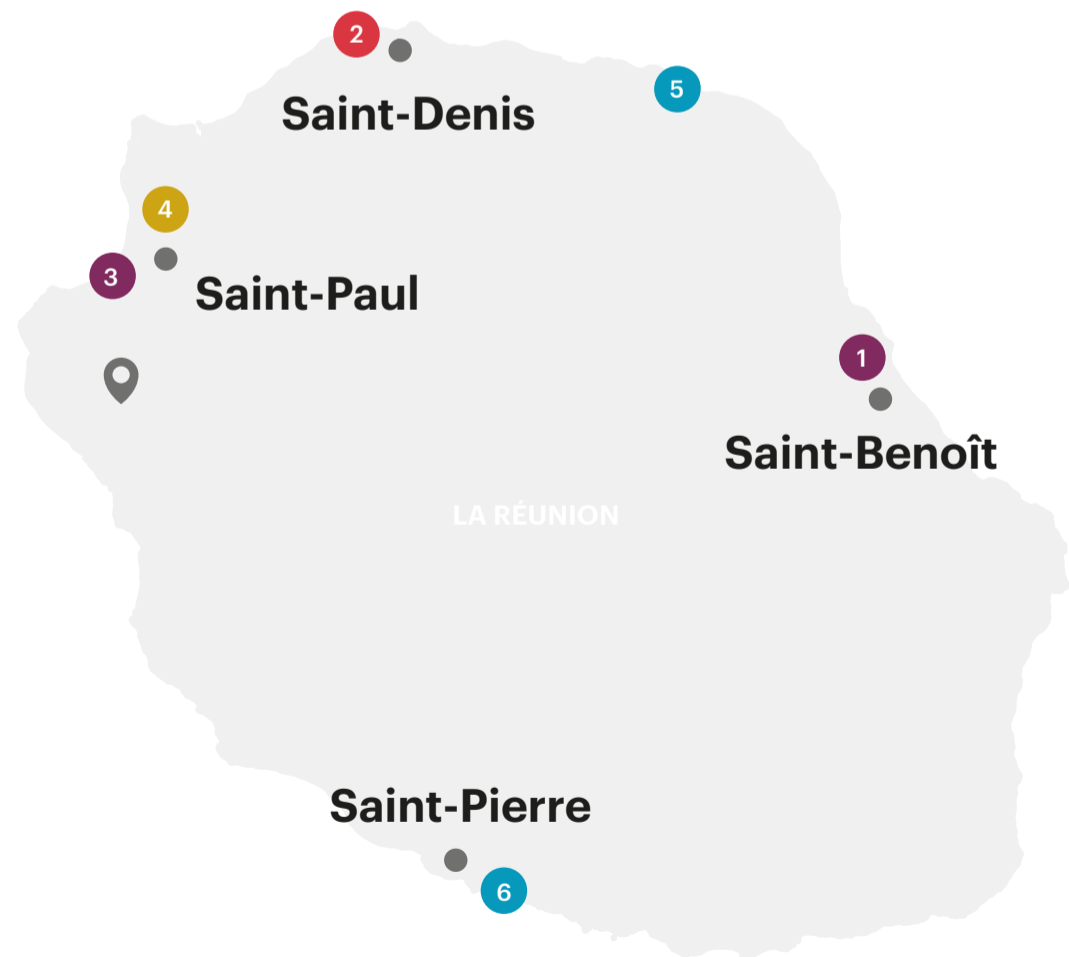 2
5
Saint-Denis
4
3
Saint-Paul
1
Saint-Benoît
LA RÉUNION
Saint-Pierre
6